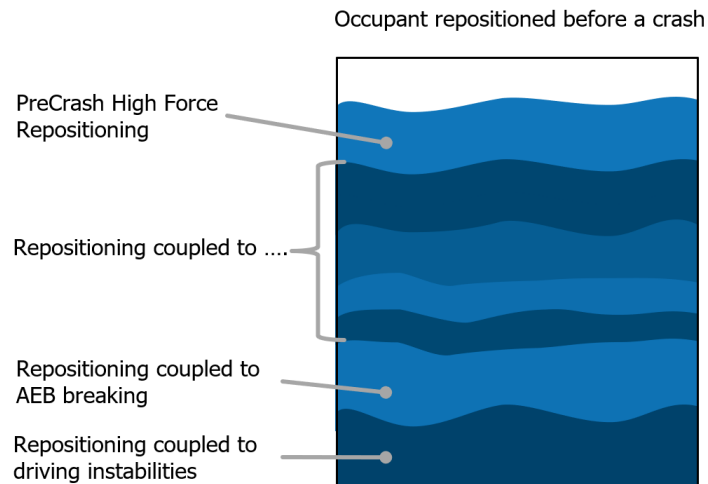 Occupant repositioned before a crash
PreCrash High Force
Repositioning
Repositioning coupled to ....
Repositioning coupled to
AEB breaking
Repositioning coupled to
driving instabilities